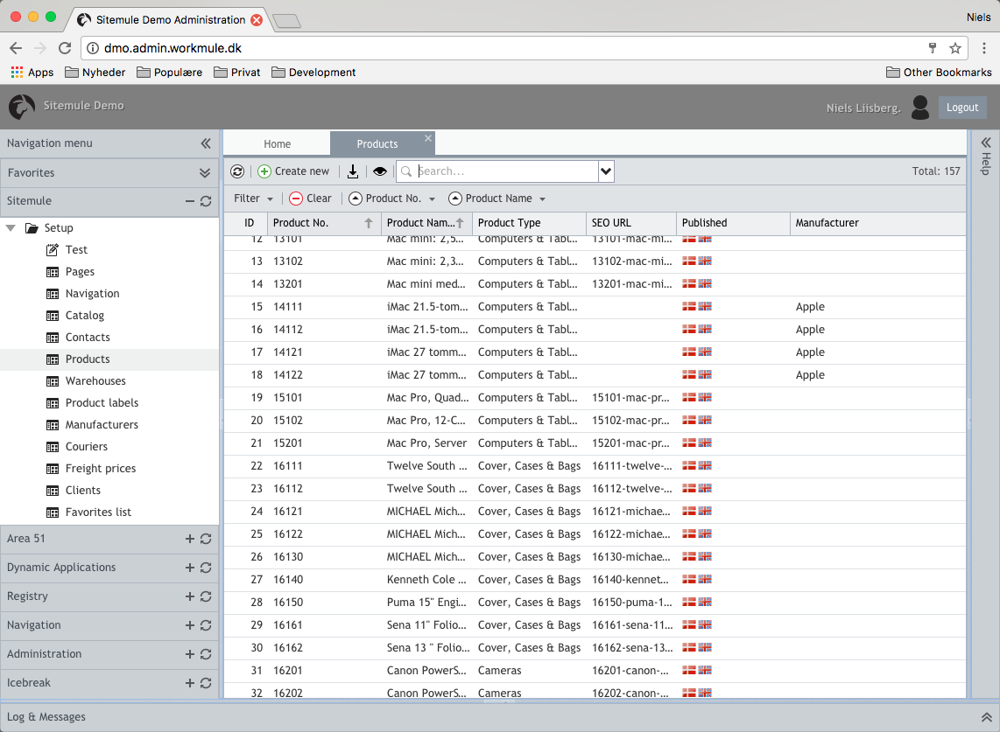 Sitemule Demo Administration
Niels
dmo.admin.workmule.dk
Apps Nyheder Populære Privat Development Other Bookmarks
Sitemule Demo
Niels Liisberg. Logout
Navigation menu
Favorites
Sitemule
Setup
Test
Pages
Navigation
Catalog
Contacts
Products
Warehouses
Product labels
Manufacturers
Couriers
Freight prices
Clients
Favorites list
Area 51
Dynamic Applications
Registry
Navigation
Administration
Icebreak
Home Products
Create new Search... Total: 157
Filter Clear Product No. Product Name
ID Product No. Product Nam... Product Type SEO URL Published Manufacturer
12 13101 Mac mini: 2,5... Computers & Tabl... 13101-mac-mi...
13 13102 Mac mini: 2,3... Computers & Tabl... 13102-mac-mi...
14 13201 Mac mini med... Computers & Tabl... 13201-mac-mi...
15 14111 iMac 21.5-tom... Computers & Tabl... Apple
16 14112 iMac 21.5-tom... Computers & Tabl... Apple
17 14121 iMac 27 tomm... Computers & Tabl... Apple
18 14122 iMac 27 tomm... Computers & Tabl... Apple
19 15101 Mac Pro, Quad... Computers & Tabl... 15101-mac-pr...
20 15102 Mac Pro, 12-C... Computers & Tabl... 15102-mac-pr...
21 15201 Mac Pro, Server Computers & Tabl... 15201-mac-pr...
22 16111 Twelve South ... Cover, Cases & Bags 16111-twelve-...
23 16112 Twelve South ... Cover, Cases & Bags 16112-twelve-...
24 16121 MICHAEL Mich... Cover, Cases & Bags 16121-michae...
25 16122 MICHAEL Mich... Cover, Cases & Bags 16122-michae...
26 16130 MICHAEL Mich... Cover, Cases & Bags 16130-michae...
27 16140 Kenneth Cole ... Cover, Cases & Bags 16140-kennet...
28 16150 Puma 15" Engi... Cover, Cases & Bags 16150-puma-1...
29 16161 Sena 11" Folio... Cover, Cases & Bags 16161-sena-11...
30 16162 Sena 13 " Folio... Cover, Cases & Bags 16162-sena-13...
31 16201 Canon PowerS... Cameras 16201-canon-...
32 16202 Canon PowerS... Cameras 16202-canon-...
Help
Log & Messages